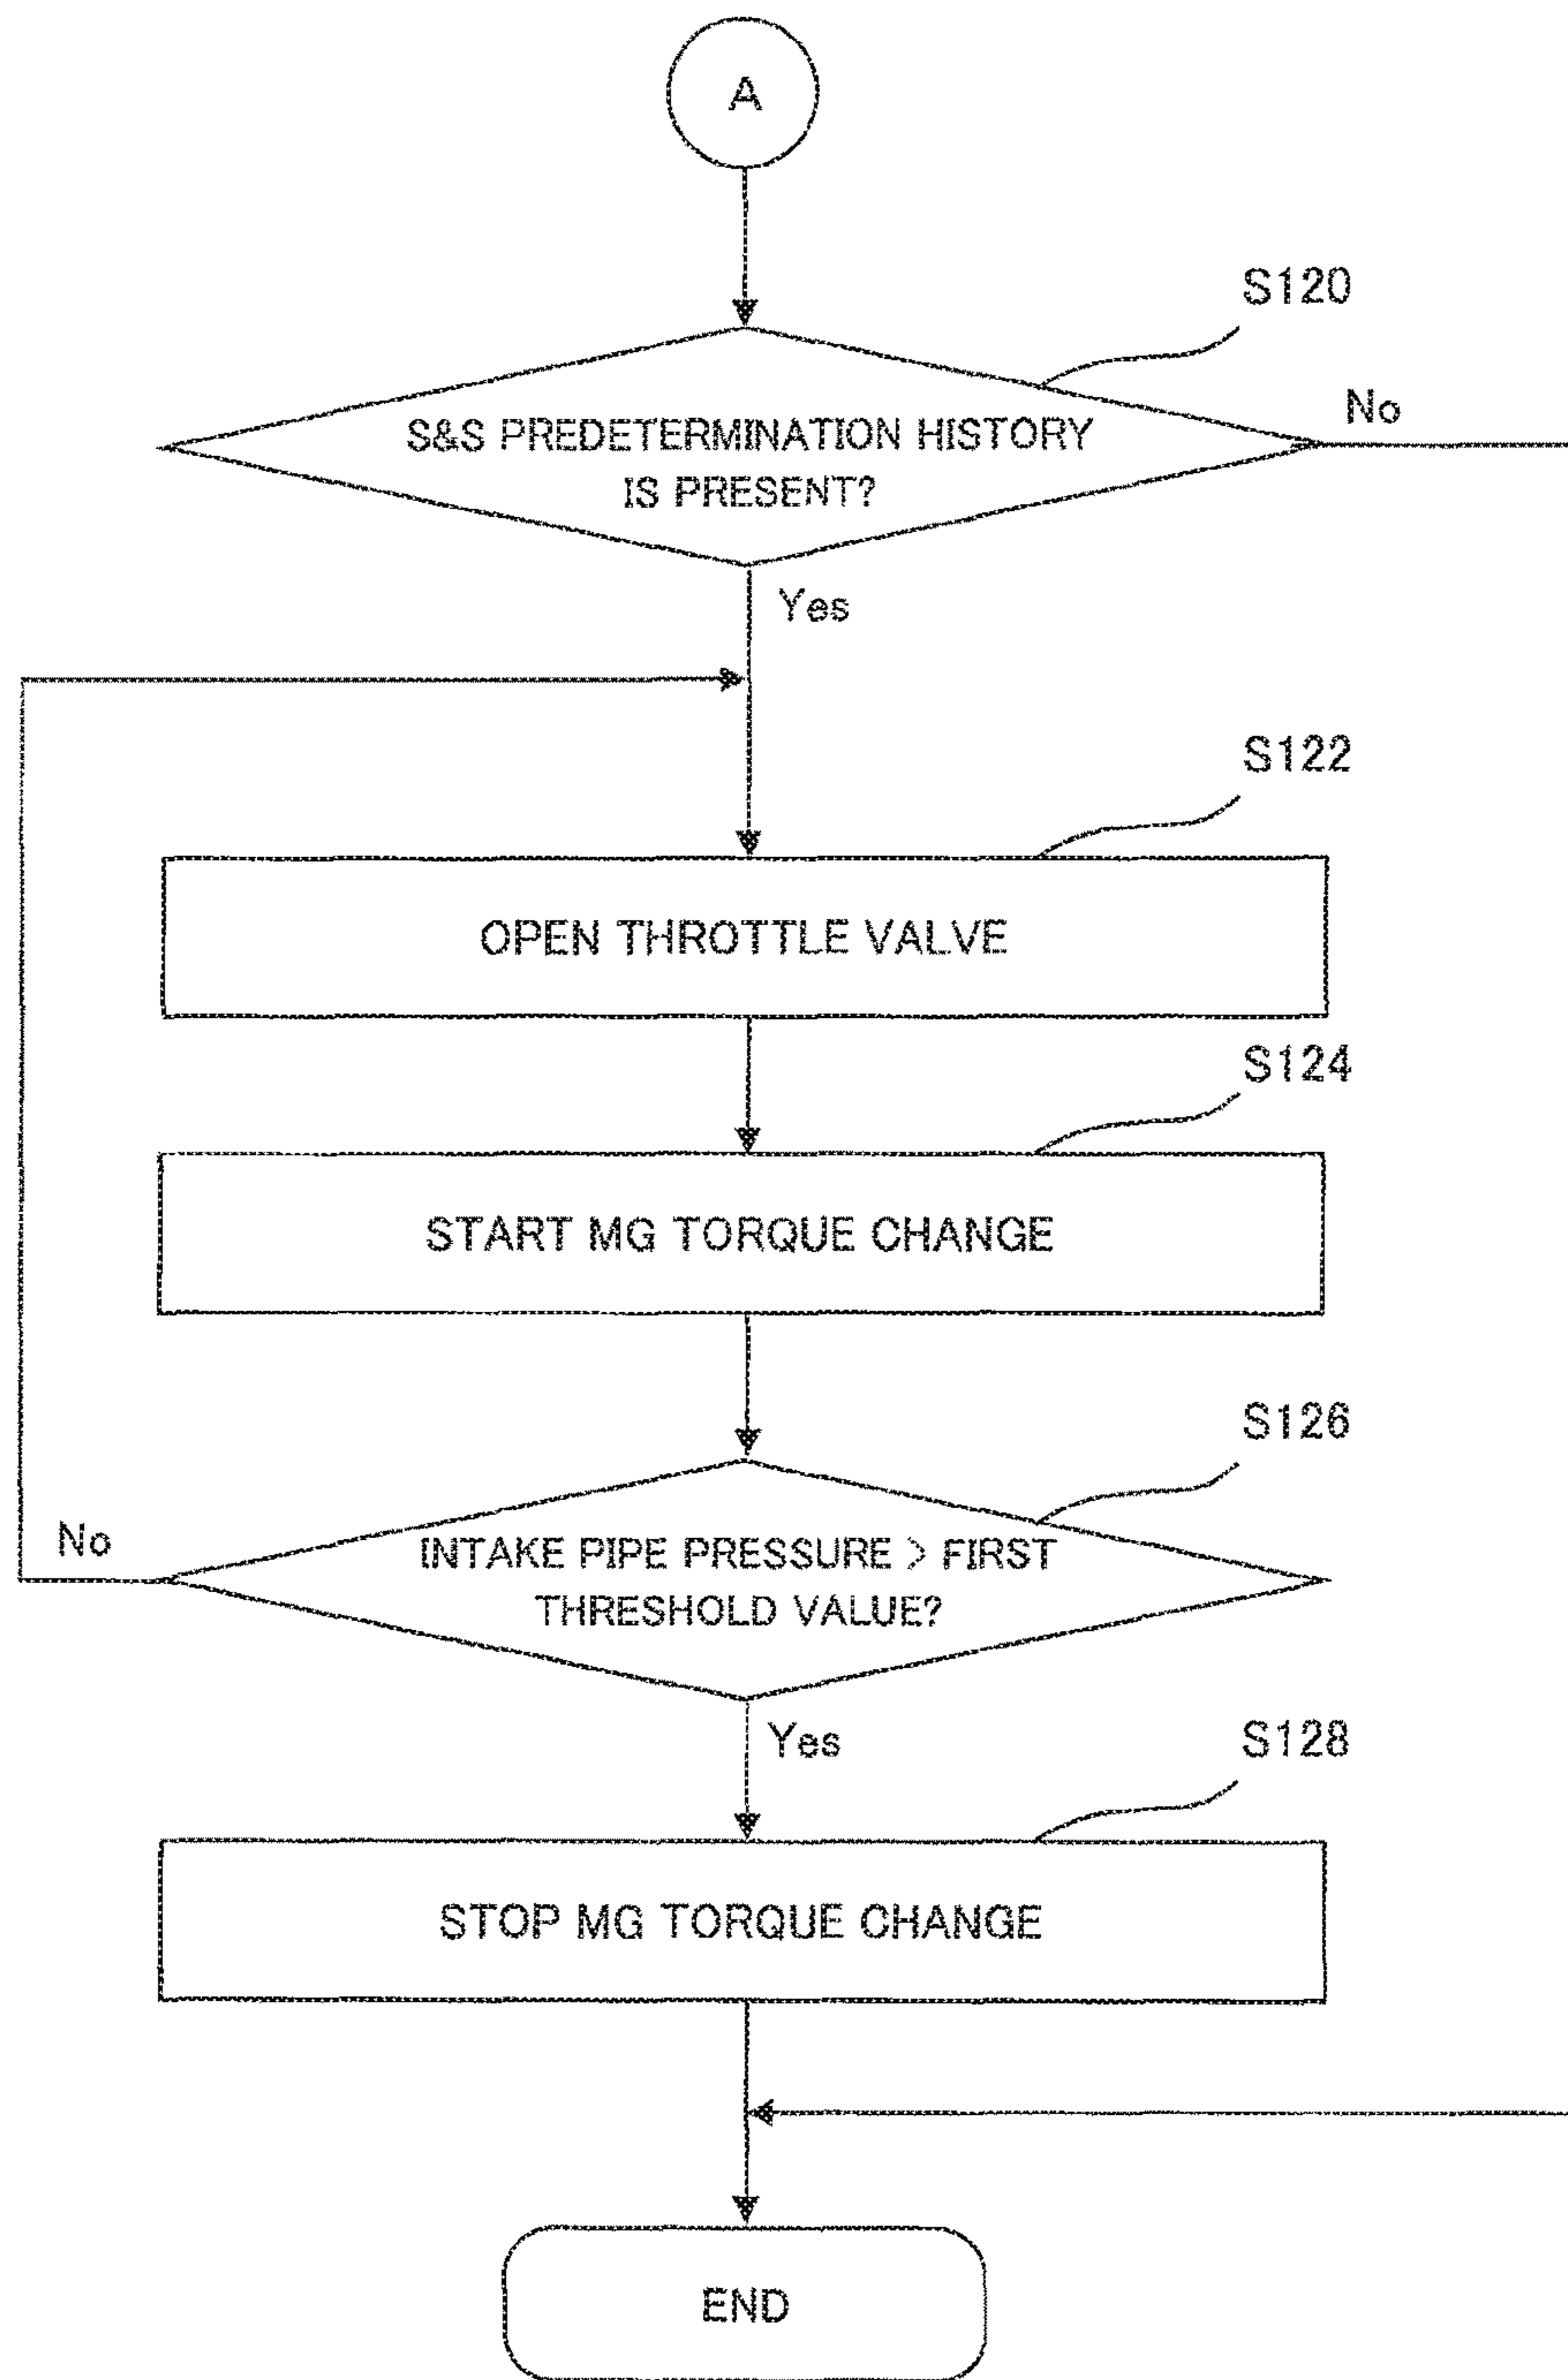 A
S120
No
S&S PREDETERMINATION HISTORY
IS PRESENT?
Yes
S122
OPEN THROTTLE VALVE
S124
START MG TORQUE CHANGE
S126
No
INTAKE PIPE PRESSURE > FIRST
THRESHOLD VALUE?
Yes
S128
STOP MG TORQUE CHANGE
END